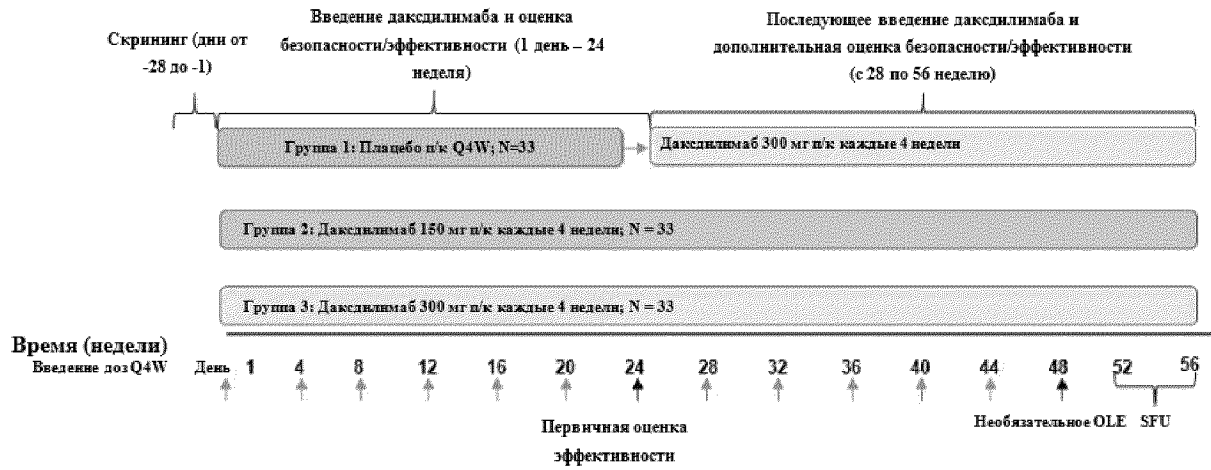 Введение даксдилимаба и оценка
безопасности/эффективности (1 день – 24
неделя)
Последующее введение даксдилимаба и
дополнительная оценка безопасности/эффективности
(с 28 по 56 неделю)
Скрининг (дни от
-28 до -1)
Группа 1: Плацебо п/к Q4W; N=33
Даксдилимаб 300 мг п/к каждые 4 недели
Группа 2: Даксдилимаб 150 мг п/к каждые 4 недели; N = 33
Группа 3: Даксдилимаб 300 мг п/к каждые 4 недели; N = 33
Время (недели)
Введение доз Q4W День 1 4 8 12 16 20 24 28 32 36 40 44 48 52 56
Необязательное OLE SFU
Первичная оценка
эффективности